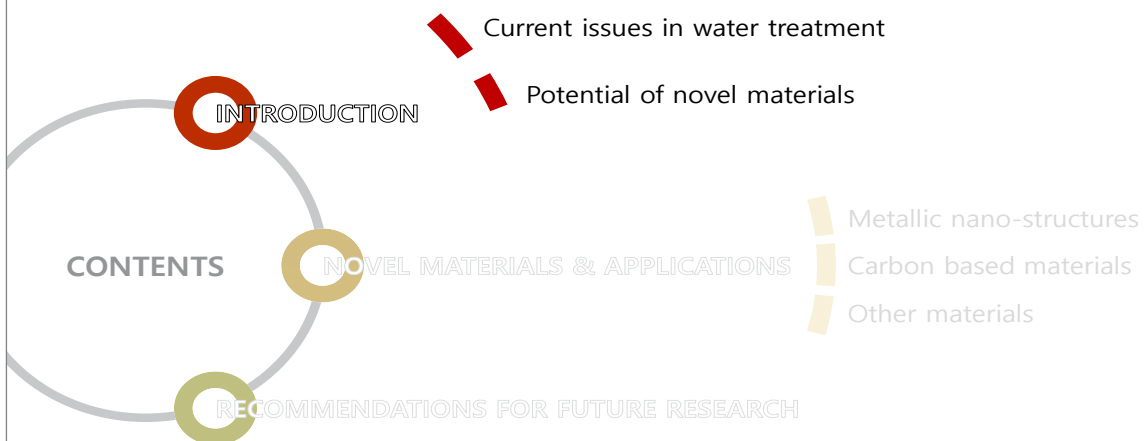 Current issues in water treatment
Potential of novel materials
INTRODUCTION
CONTENTS
NOVEL MATERIALS & APPLICATIONS
Metallic nano-structures
Carbon based materials
Other materials
RECOMMENDATIONS FOR FUTURE RESEARCH